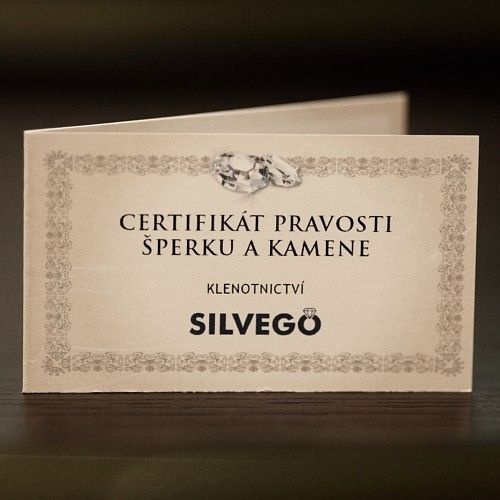 CERTIFIKÁT PRAVOSTI
ŠPERKU A KAMENE
KLENOTNICTVÍ
SILVEGO